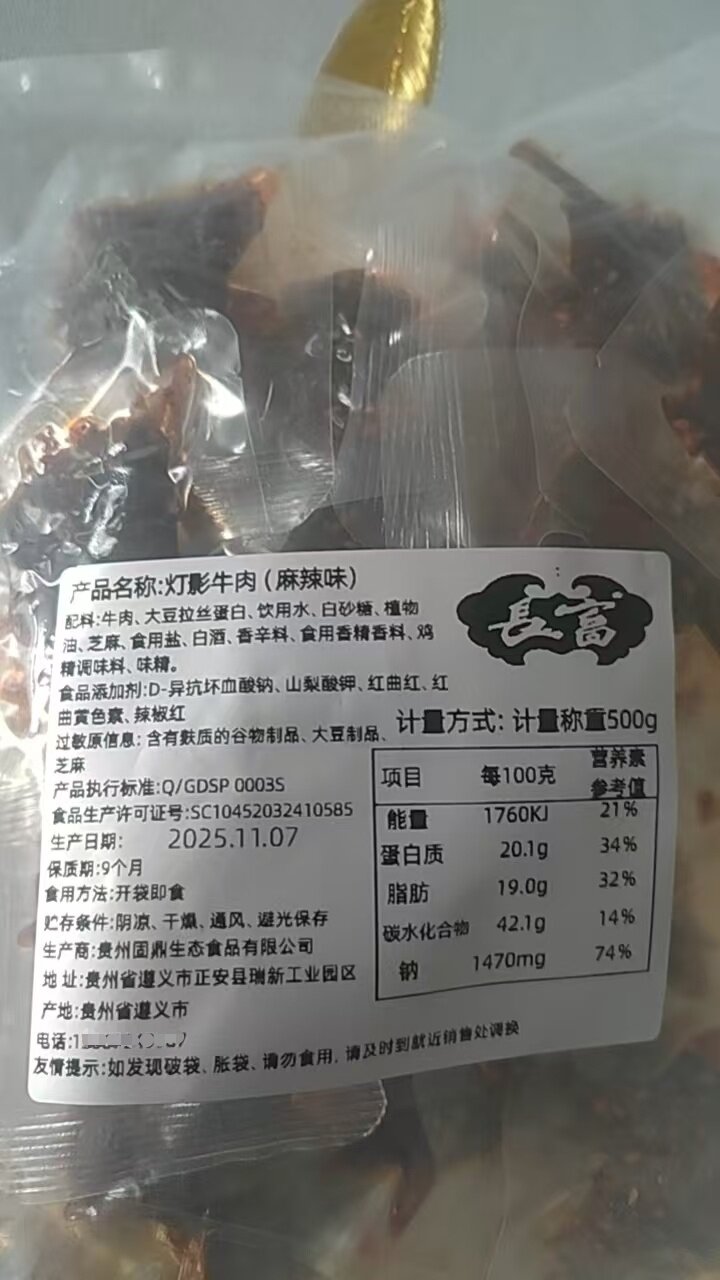 产品名称:灯影牛肉(麻辣味)
配料:牛肉、大豆拉丝蛋白、饮用水、白砂糖、植物
油、芝麻、食用盐、白酒、香辛料、食用香精香料、鸡
精调味料、味精。
食品添加剂:D-异抗坏血酸钠、山梨酸钾、红曲红、红
曲黄色素、辣椒红
过敏原信息:含有麸质的谷物制品、大豆制品、
芝麻
产品执行标准:Q/GDSP 0003S
食品生产许可证号:SC10452032410585
生产日期: 2025.11.07
保质期:9个月
食用方法:开袋即食
贮存条件:阴凉、干燥、通风、避光保存
生产商:贵州固鼎生态食品有限公司
地址:贵州省遵义市正安县瑞新工业园区
产地:贵州省遵义市
电话:1
友情提示:如发现破袋、胀袋、请勿食用,请及时到就近销售处调换
長富
计量方式:计量称重500g
项目 每100克 营养素参考值
能量 1760KJ 21%
蛋白质 20.1g 34%
脂肪 19.0g 32%
碳水化合物 42.1g 14%
钠 1470mg 74%